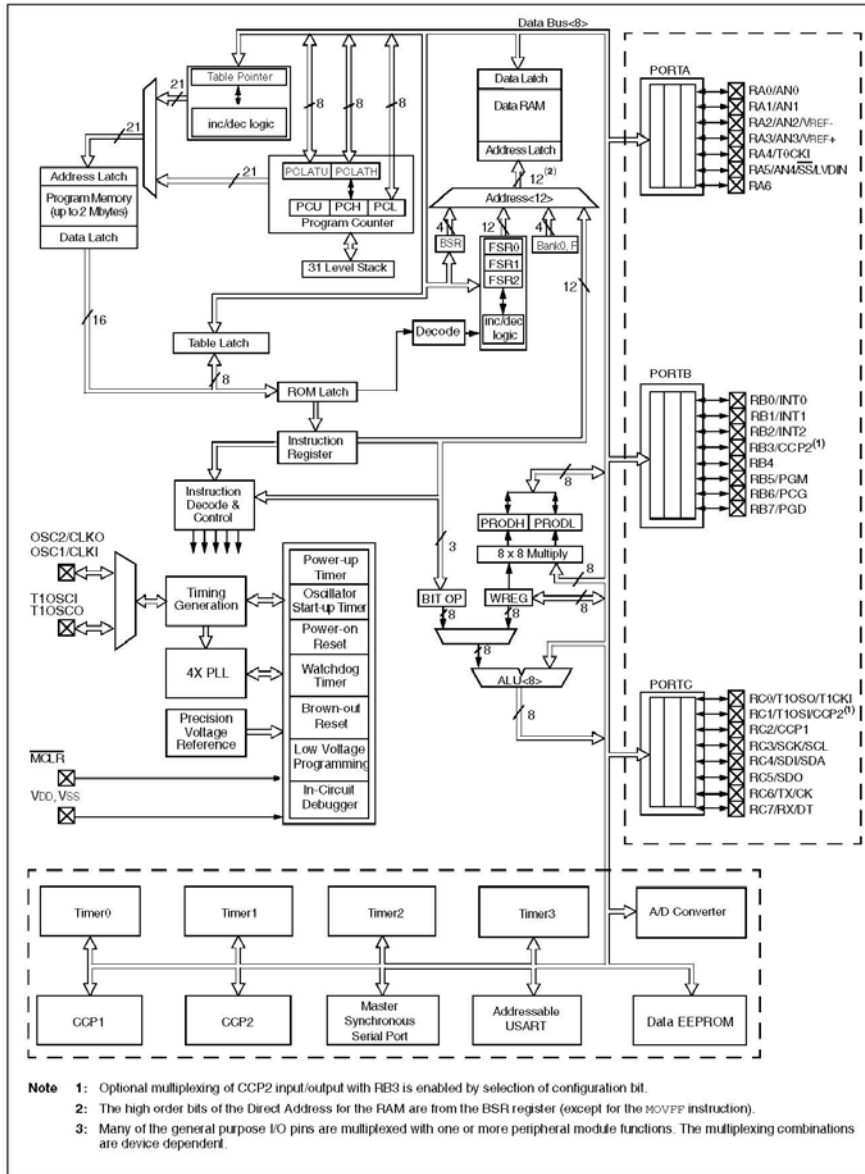 Data Bus<8>
21
Table Pointer
inc/dec logic
8
8
8
21
21
Address Latch
Program Memory
(up to 2 Mbytes)
Data Latch
PCLATU
PCLATH
PCU
PCH
PCL
Program Counter
31 Level Stack
Data Latch
Data RAM
Address Latch
12(2)
Address<12>
4
12
4
BSR
FSR0
FSR1
FSR2
inc/dec
logic
Bank0, F
12
16
Table Latch
8
Decode
ROM Latch
Instruction
Register
Instruction
Decode &
Control
OSC2/CLKO
OSC1/CLKI
T1OSCI
T1OSCO
Timing
Generation
4X PLL
Precision
Voltage
Reference
MCLR
VDD, VSS
Power-up
Timer
Oscillator
Start-up Timer
Power-on
Reset
Watchdog
Timer
Brown-out
Reset
Low Voltage
Programming
In-Circuit
Debugger
3
8
PRODH
PRODL
8 x 8 Multiply
8
BIT OP
WREG
8
8
8
8
ALU<8>
8
PORTA
RA0/AN0
RA1/AN1
RA2/AN2/VREF-
RA3/AN3/VREF+
RA4/T0CKI
RA5/AN4/SS/LVDIN
RA6
PORTB
RB0/INT0
RB1/INT1
RB2/INT2
RB3/CCP2(1)
RB4
RB5/PGM
RB6/PCG
RB7/PGD
PORTC
RC0/T1OSO/T1CKI
RC1/T1OSI/CCP2(1)
RC2/CCP1
RC3/SCK/SCL
RC4/SDI/SDA
RC5/SDO
RC6/TX/CK
RC7/RX/DT
Timer0
Timer1
Timer2
Timer3
A/D Converter
CCP1
CCP2
Master
Synchronous
Serial Port
Addressable
USART
Data EEPROM
Note 1: Optional multiplexing of CCP2 input/output with RB3 is enabled by selection of configuration bit.
2: The high order bits of the Direct Address for the RAM are from the BSR register (except for the MOVFF instruction).
3: Many of the general purpose I/O pins are multiplexed with one or more peripheral module functions. The multiplexing combinations
are device dependent.